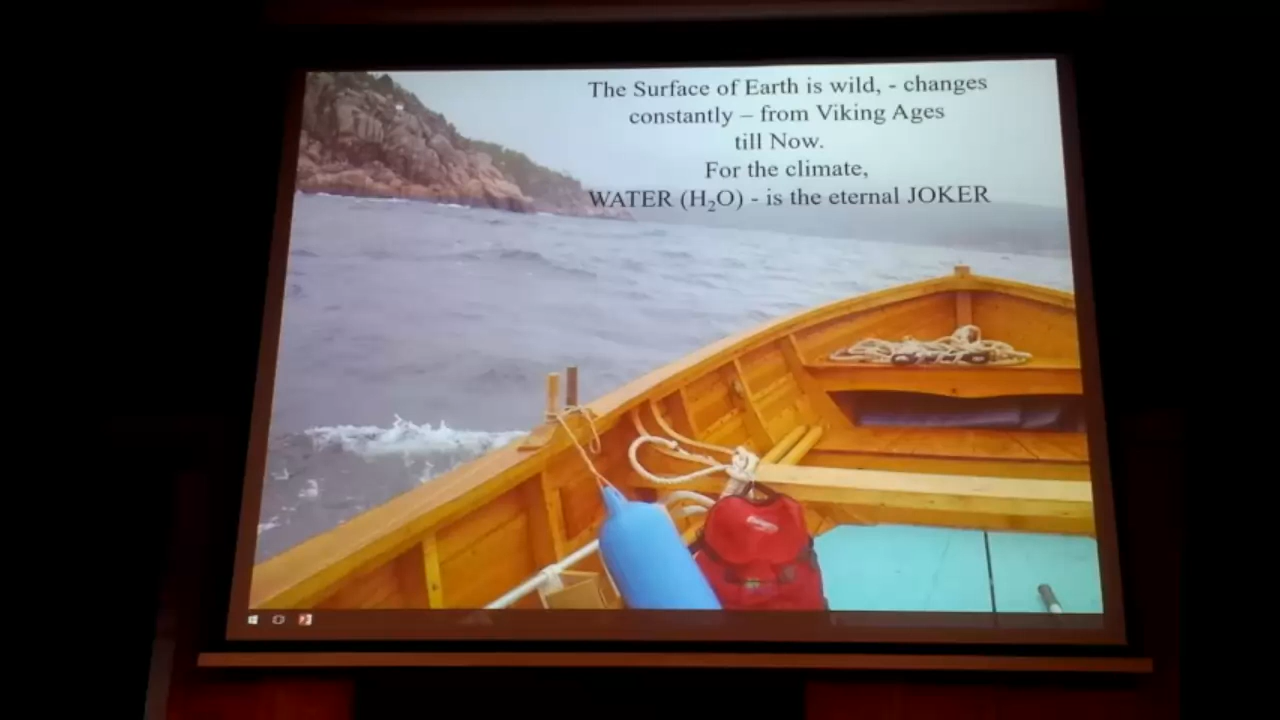 The Surface of Earth is wild, - changes
constantly – from Viking Ages
till Now.
For the climate,
WATER (H₂O) - is the eternal JOKER